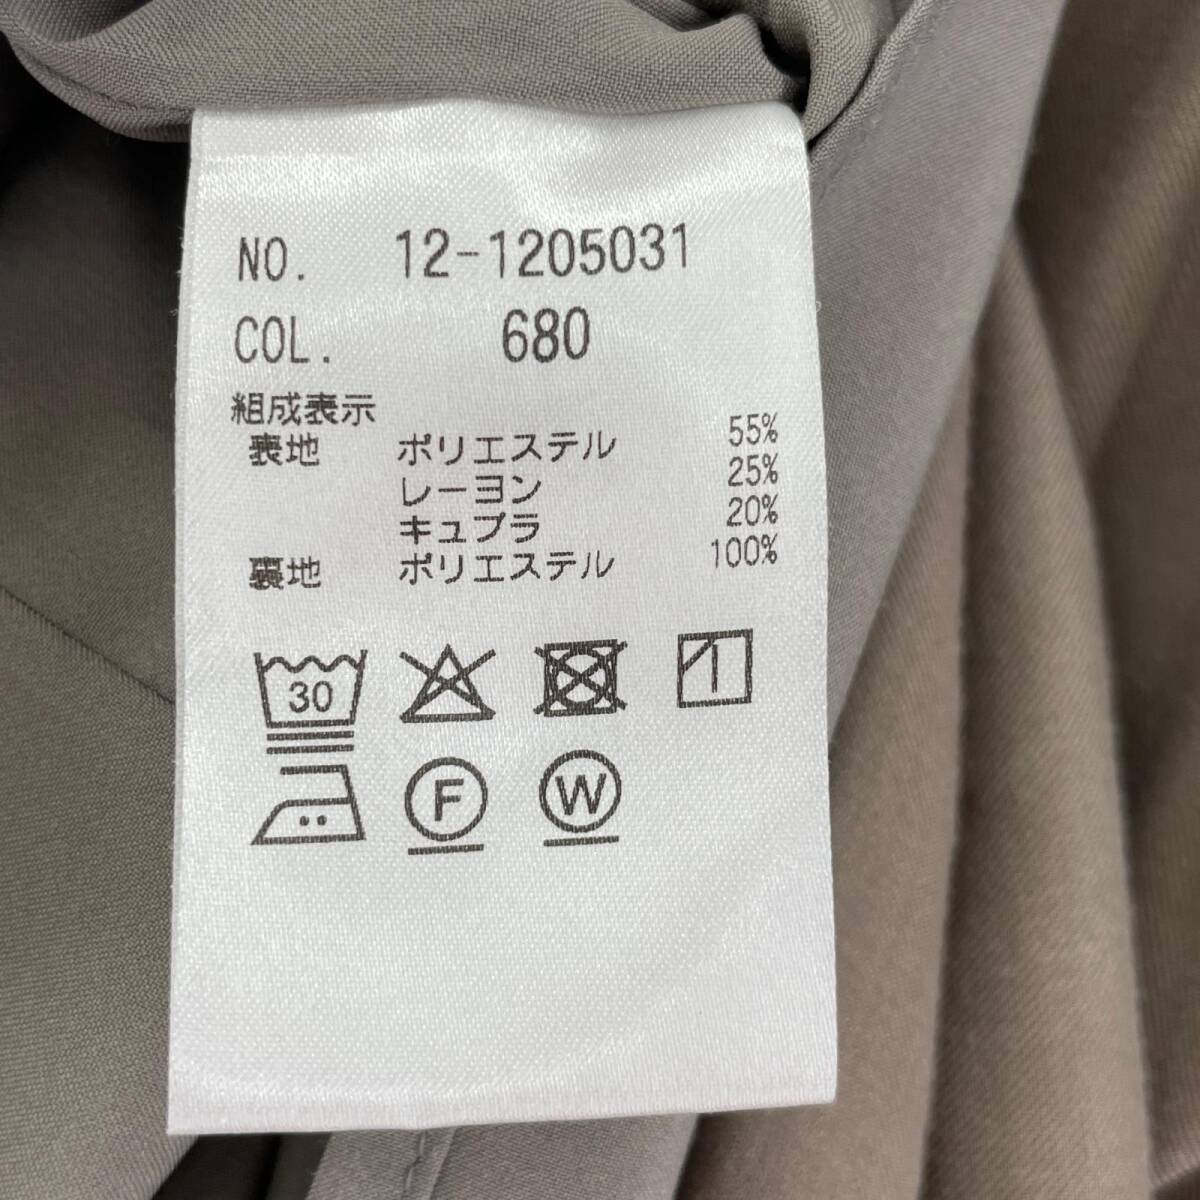 NO. 12-1205031
COL. 680
組成表示
表地 ポリエステル 55%
レーヨン 25%
キュプラ 20%
裏地 ポリエステル 100%
30
F W